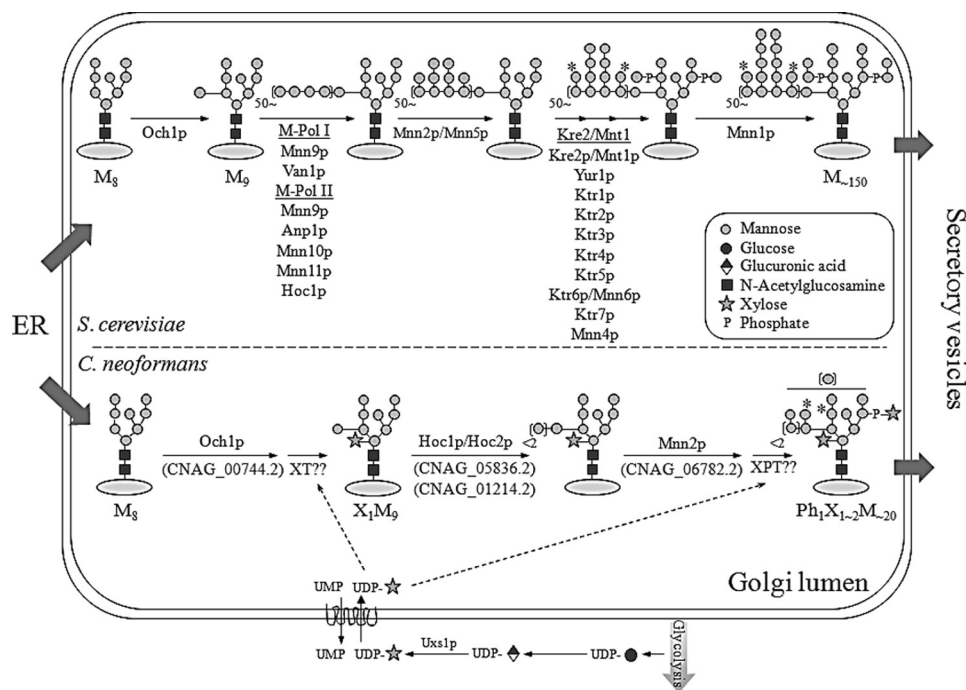 * * P P * * P P
50~ 50~ 50~ 50~
Och1p
M-Pol I
Mnn9p
Van1p
M-Pol II
Mnn9p
Anp1p
Mnn10p
Mnn11p
Hoc1p
Mnn2p/Mnn5p
Kre2/Mnt1
Kre2p/Mnt1p
Yur1p
Ktr1p
Ktr2p
Ktr3p
Ktr4p
Ktr5p
Ktr6p/Mnn6p
Ktr7p
Mnn4p
Mnn1p
M8 M9 M~150
Mannose
Glucose
Glucuronic acid
N-Acetylglucosamine
Xylose
P Phosphate
ER
S. cerevisiae
C. neoformans
Secretory vesicles
Och1p
(CNAG_00744.2)
XT??
Hoc1p/Hoc2p
(CNAG_05836.2)
(CNAG_01214.2)
<2
Mnn2p
(CNAG_06782.2)
XPT??
* * P
<2
M8 X1M9 Ph1X1~2M~20
Golgi lumen
UMP UDP-
UMP UDP- Uxs1p UDP- UDP-
Glycolysis